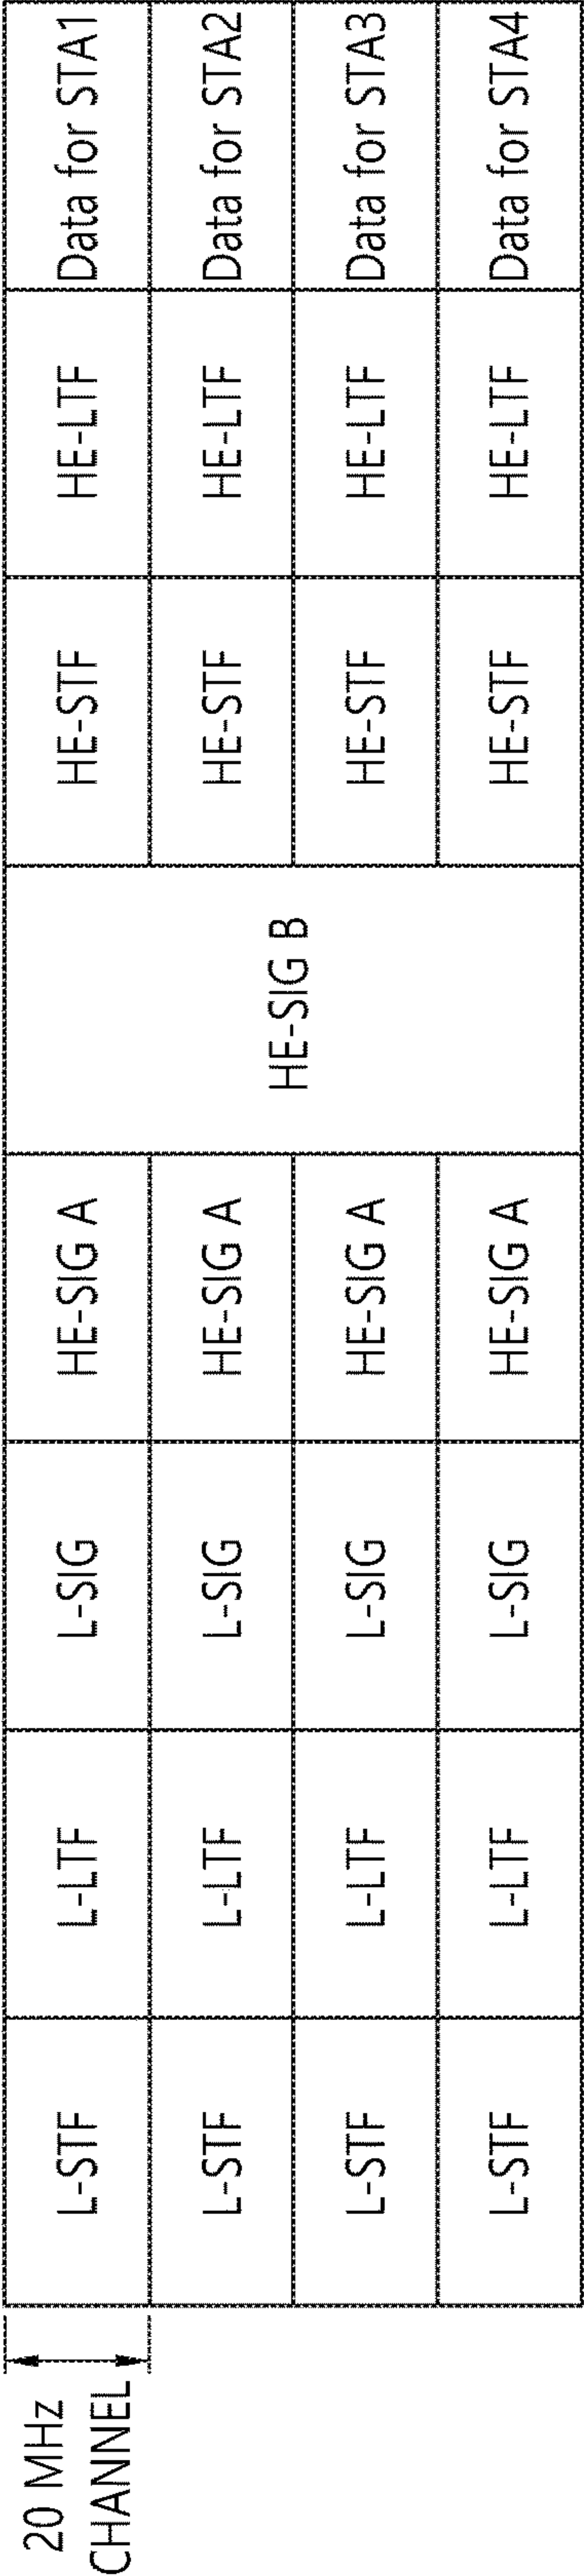 20 MHz
CHANNEL
L-STF
L-LTF
L-SIG
HE-SIG A
HE-SIG B
HE-STF
HE-LTF
Data for STA1
L-STF
L-LTF
L-SIG
HE-SIG A
HE-STF
HE-LTF
Data for STA2
L-STF
L-LTF
L-SIG
HE-SIG A
HE-STF
HE-LTF
Data for STA3
L-STF
L-LTF
L-SIG
HE-SIG A
HE-STF
HE-LTF
Data for STA4